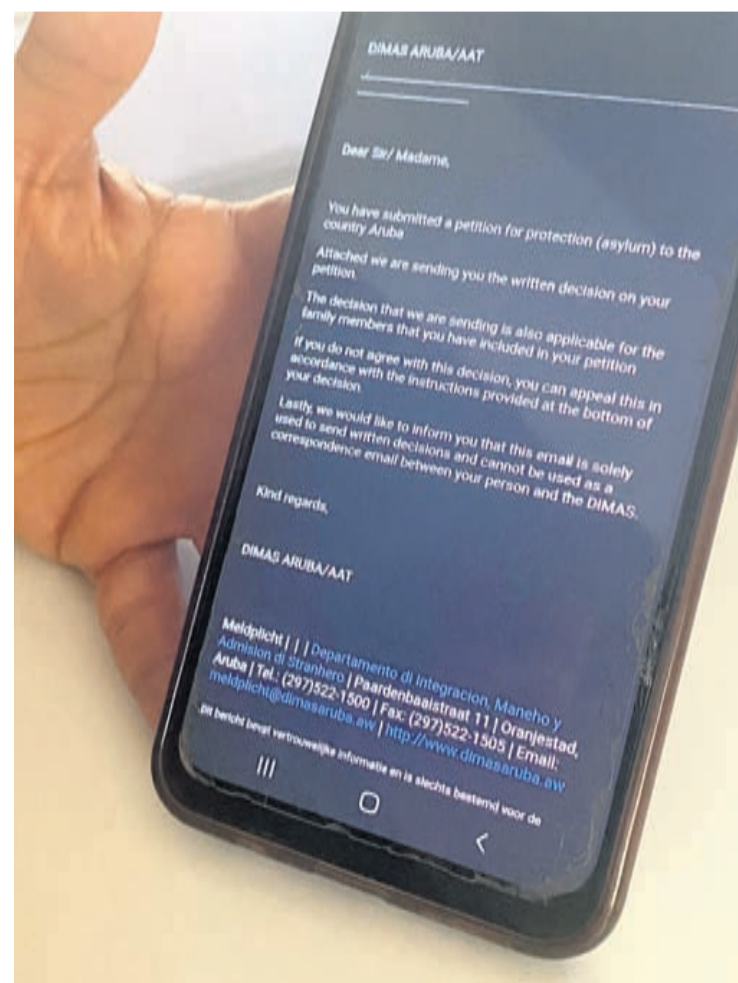 DIMAS ARUBA/AAT
Dear Sir/ Madame,
You have submitted a petition for protection (asylum) to the
country Aruba
Attached we are sending you the written decision on your
petition.
The decision that we are sending is also applicable for the
family members that you have included in your petition
If you do not agree with this decision, you can appeal this in
accordance with the instructions provided at the bottom of
your decision
Lastly, we would like to inform you that this email is solely
used to send written decisions and cannot be used as a
correspondence email between your person and the DIMAS.
Kind regards,
DIMAS ARUBA/AAT
Meldplicht | | | Departamento di Integracion, Maneho y
Admision di Stranhero | Paardenbaaistraat 11 | Oranjestad,
Aruba | Tel.: (297)522-1500 | Fax: (297)522-1505 | Email:
meldplicht@dimasaruba.aw | http://www.dimasaruba.aw
Dit bericht bevat vertrouwelijke informatie en is slechts bestemd voor de